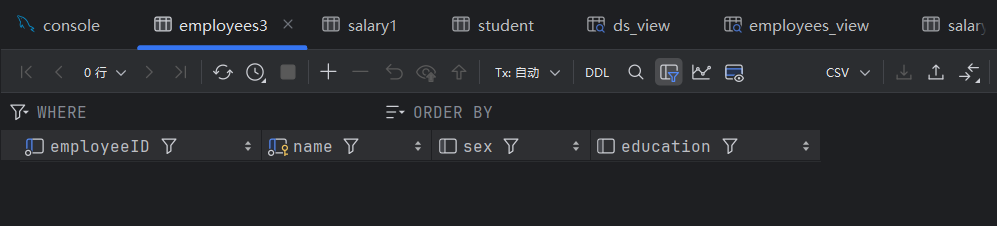 console employees3 salary1 student ds_view employees_view salary
0 行 Tx: 自动 DDL CSV
WHERE ORDER BY
employeeID name sex education